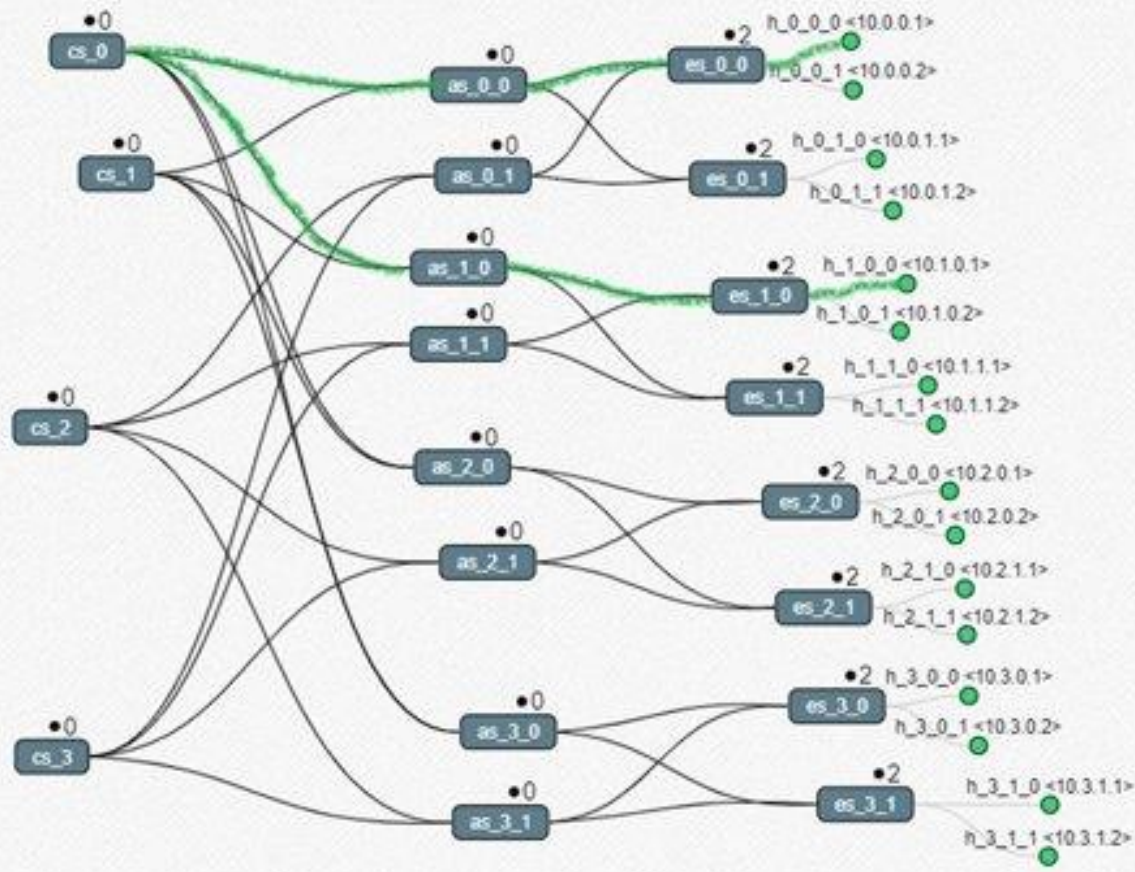 ●0
cs_0
●0
as_0_0
●2
es_0_0
h_0_0_0 <10.0.0.1>
h_0_0_1 <10.0.0.2>
●0
cs_1
●0
as_0_1
●2
es_0_1
h_0_1_0 <10.0.1.1>
h_0_1_1 <10.0.1.2>
●0
as_1_0
●2
es_1_0
h_1_0_0 <10.1.0.1>
h_1_0_1 <10.1.0.2>
●0
as_1_1
●2
es_1_1
h_1_1_0 <10.1.1.1>
h_1_1_1 <10.1.1.2>
●0
cs_2
●0
as_2_0
●2
es_2_0
h_2_0_0 <10.2.0.1>
h_2_0_1 <10.2.0.2>
●0
as_2_1
●2
es_2_1
h_2_1_0 <10.2.1.1>
h_2_1_1 <10.2.1.2>
●0
cs_3
●0
as_3_0
●2
es_3_0
h_3_0_0 <10.3.0.1>
h_3_0_1 <10.3.0.2>
●0
as_3_1
●2
es_3_1
h_3_1_0 <10.3.1.1>
h_3_1_1 <10.3.1.2>